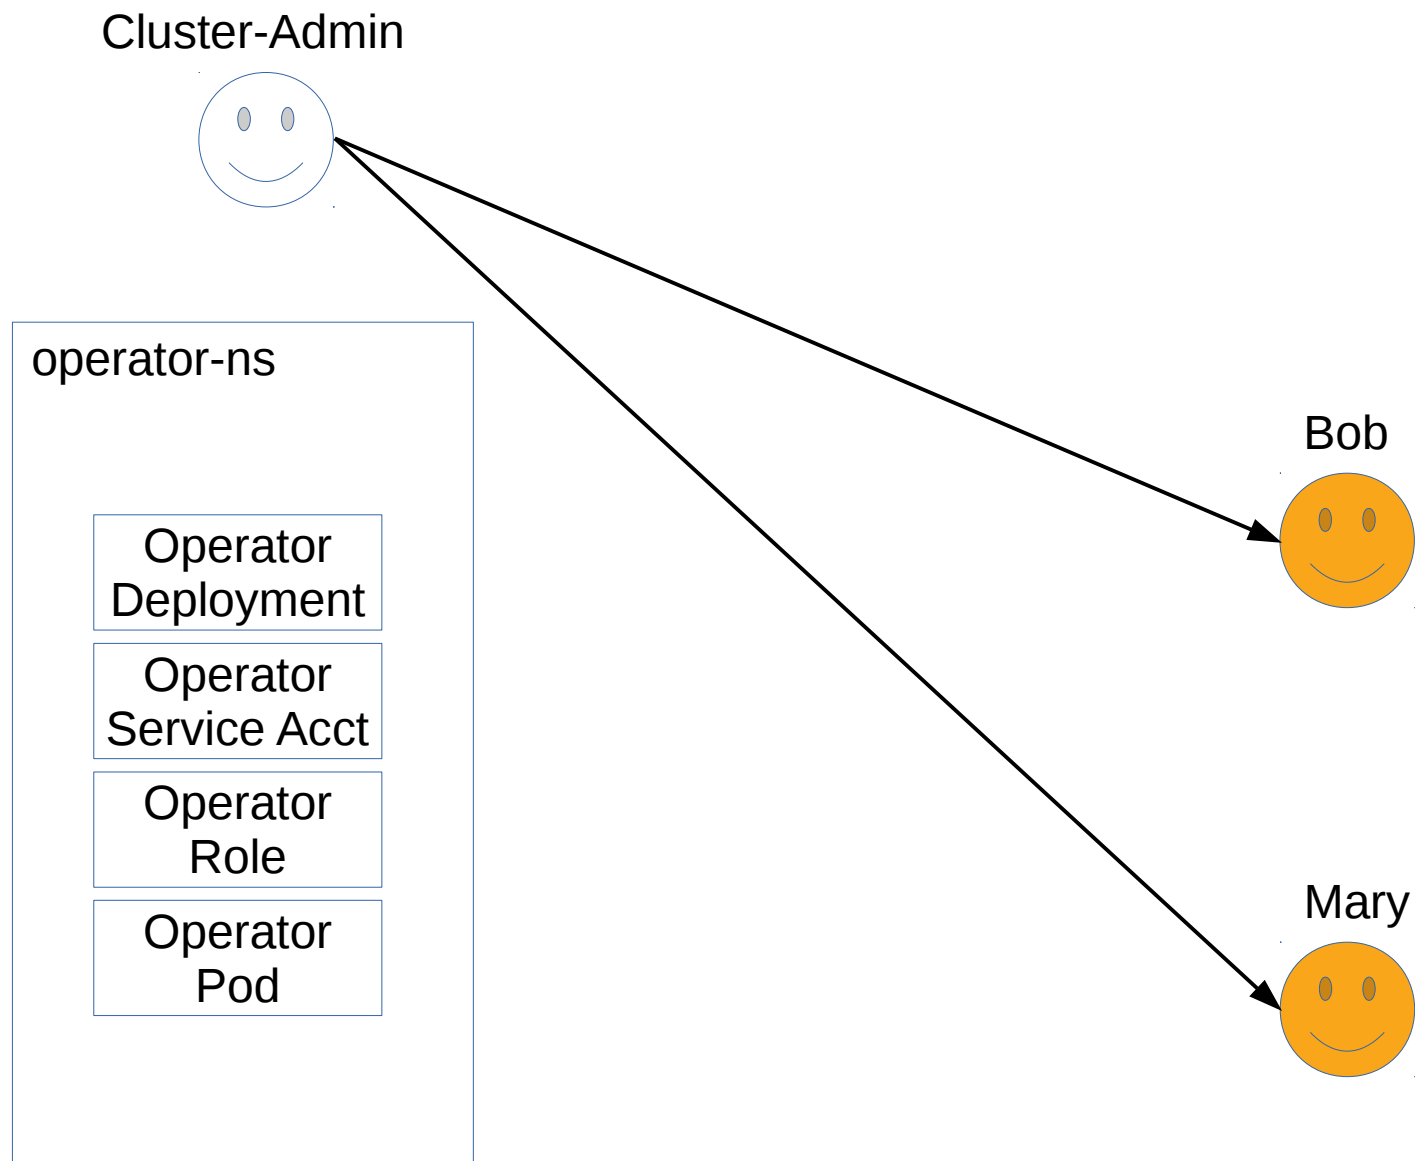 Cluster-Admin
operator-ns
Bob
Operator
Deployment
Operator
Service Acct
Operator
Role
Mary
Operator
Pod